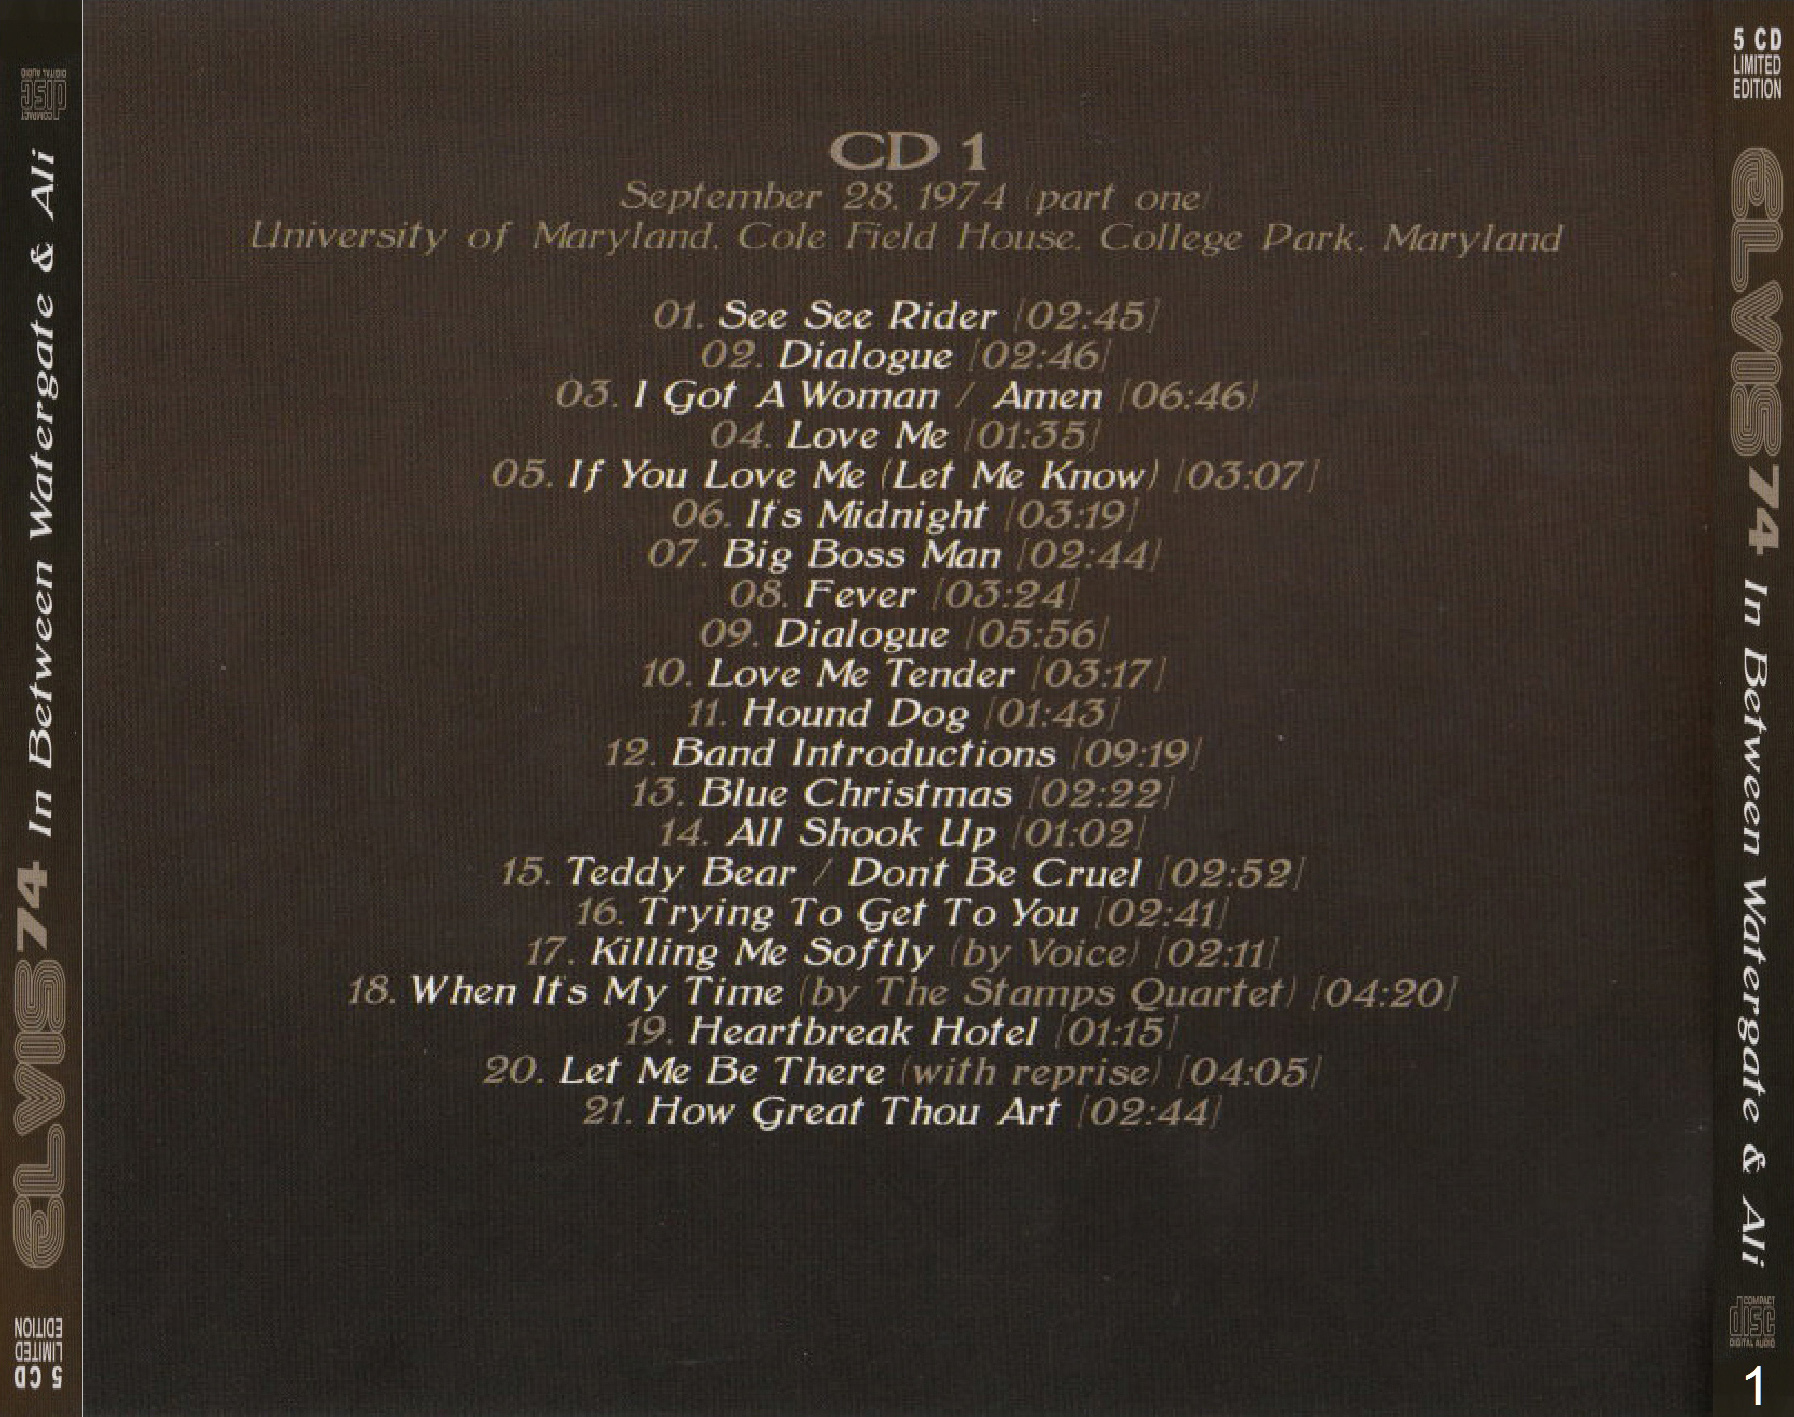 COMPACT
disc
DIGITAL AUDIO
ELVIS 74 In Between Watergate & Ali
5 CD
LIMITED
EDITION
CD 1
September 28, 1974 (part one)
University of Maryland, Cole Field House, College Park, Maryland
01. See See Rider [02:45]
02. Dialogue [02:46]
03. I Got A Woman / Amen [06:46]
04. Love Me [01:35]
05. If You Love Me (Let Me Know) [03:07]
06. It's Midnight [03:19]
07. Big Boss Man [02:44]
08. Fever [03:24]
09. Dialogue [05:56]
10. Love Me Tender [03:17]
11. Hound Dog [01:43]
12. Band Introductions [09:19]
13. Blue Christmas [02:22]
14. All Shook Up [01:02]
15. Teddy Bear / Don't Be Cruel [02:52]
16. Trying To Get To You [02:41]
17. Killing Me Softly (by Voice) [02:11]
18. When It's My Time (by The Stamps Quartet) [04:20]
19. Heartbreak Hotel [01:15]
20. Let Me Be There (with reprise) [04:05]
21. How Great Thou Art [02:44]
5 CD
LIMITED
EDITION
ELVIS 74 In Between Watergate & Ali
COMPACT
disc
DIGITAL AUDIO
1